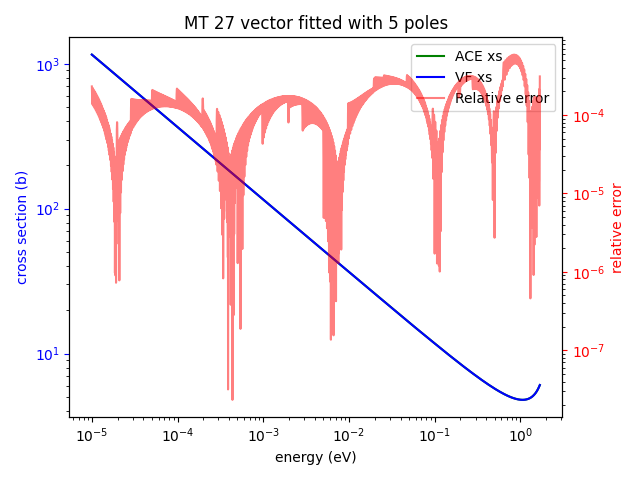 MT 27 vector fitted with 5 poles
ACE xs
VF xs
Relative error
cross section (b)
10³
10²
10¹
10⁻⁴
10⁻⁵
10⁻⁶
10⁻⁷
relative error
10⁻⁵
10⁻⁴
10⁻³
10⁻²
10⁻¹
10⁰
energy (eV)